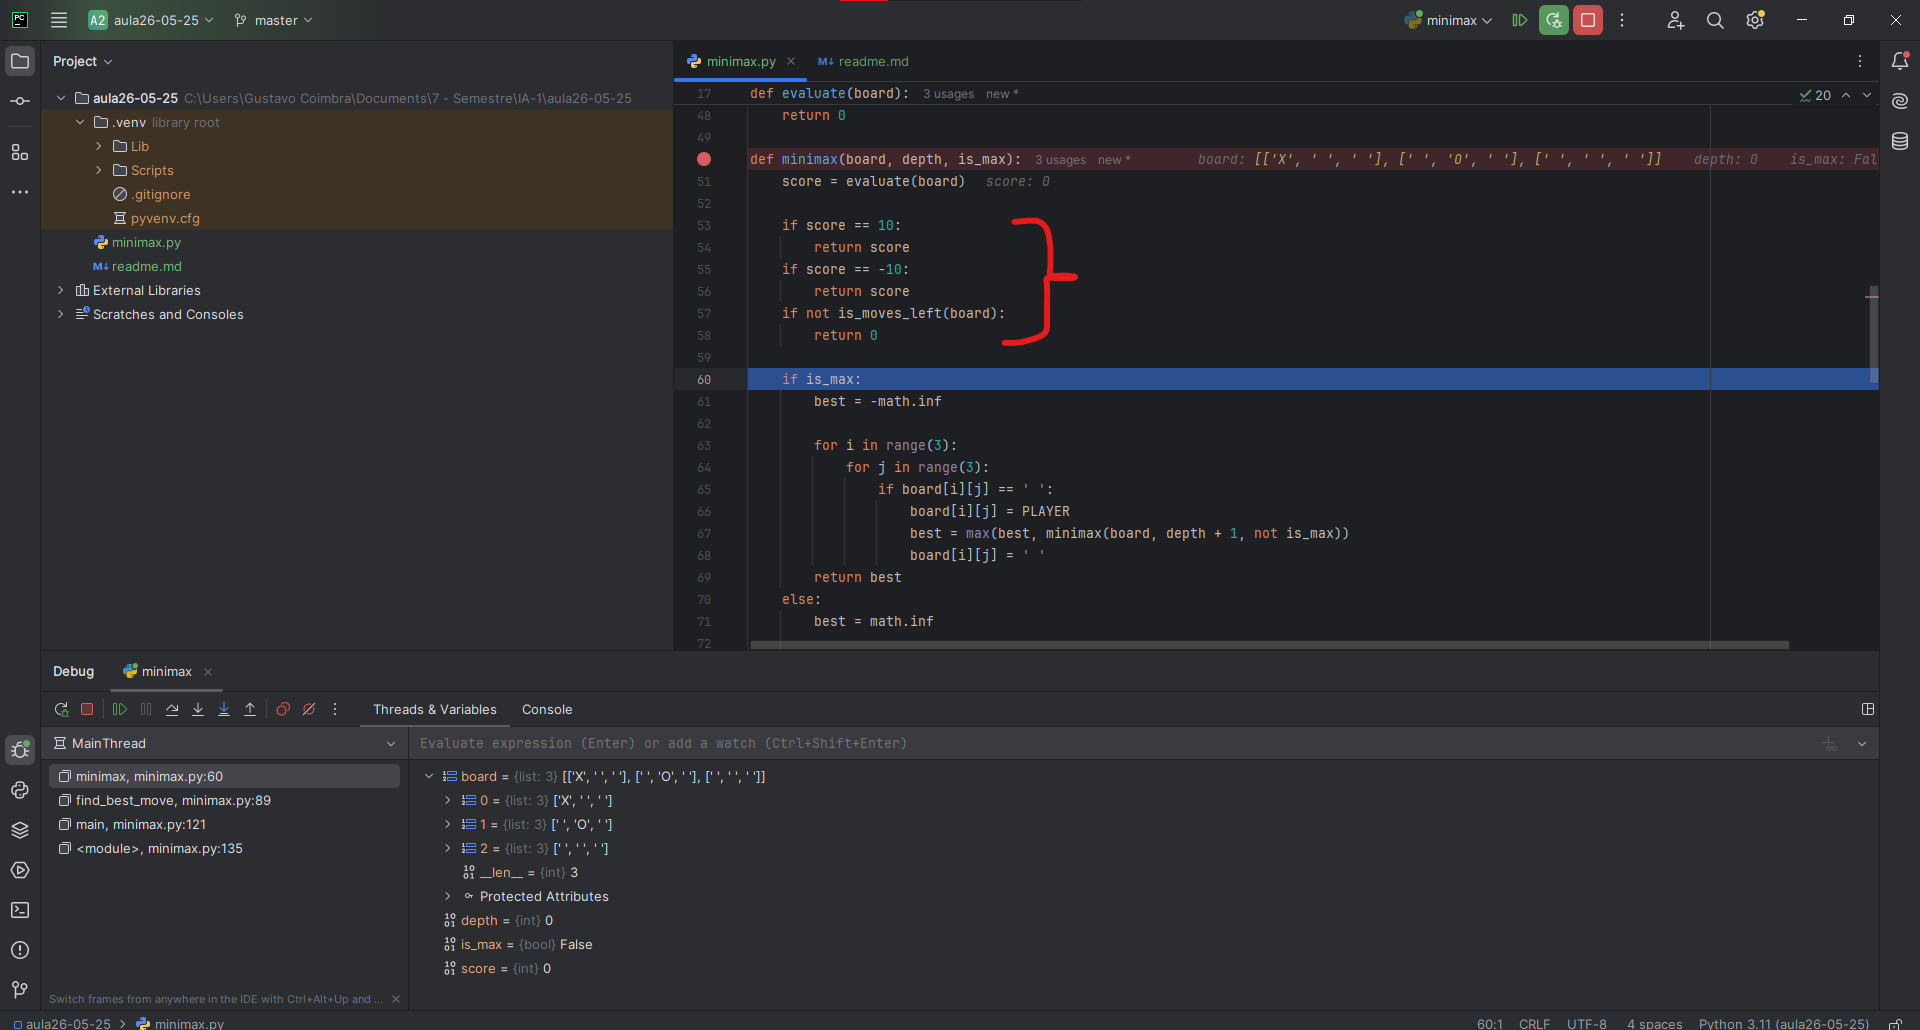 PC
A2 aula26-05-25
master
minimax
Project
minimax.py
M↓ readme.md
aula26-05-25 C:\Users\Gustavo Coimbra\Documents\7 - Semestre\IA-1\aula26-05-25
.venv library root
Lib
Scripts
.gitignore
pyvenv.cfg
minimax.py
M↓ readme.md
External Libraries
Scratches and Consoles
17 def evaluate(board): 3 usages new *
20
48 return 0
49
def minimax(board, depth, is_max): 3 usages new * board: [['X', ' ', ' '], [' ', 'O', ' '], [' ', ' ', ' ']] depth: 0 is_max: Fal
51 score = evaluate(board) score: 0
52
53 if score == 10:
54 return score
55 if score == -10:
56 return score
57 if not is_moves_left(board):
58 return 0
59
60 if is_max:
61 best = -math.inf
62
63 for i in range(3):
64 for j in range(3):
65 if board[i][j] == ' ':
66 board[i][j] = PLAYER
67 best = max(best, minimax(board, depth + 1, not is_max))
68 board[i][j] = ' '
69 return best
70 else:
71 best = math.inf
72
Debug minimax
Threads & Variables Console
MainThread
Evaluate expression (Enter) or add a watch (Ctrl+Shift+Enter)
minimax, minimax.py:60
find_best_move, minimax.py:89
main, minimax.py:121
<module>, minimax.py:135
board = {list: 3} [['X', ' ', ' '], [' ', 'O', ' '], [' ', ' ', ' ']]
0 = {list: 3} ['X', ' ', ' ']
1 = {list: 3} [' ', 'O', ' ']
2 = {list: 3} [' ', ' ', ' ']
__len__ = {int} 3
Protected Attributes
depth = {int} 0
is_max = {bool} False
score = {int} 0
Switch frames from anywhere in the IDE with Ctrl+Alt+Up and ...
aula26-05-25 > minimax.py
60:1 CRLF UTF-8 4 spaces Python 3.11 (aula26-05-25)